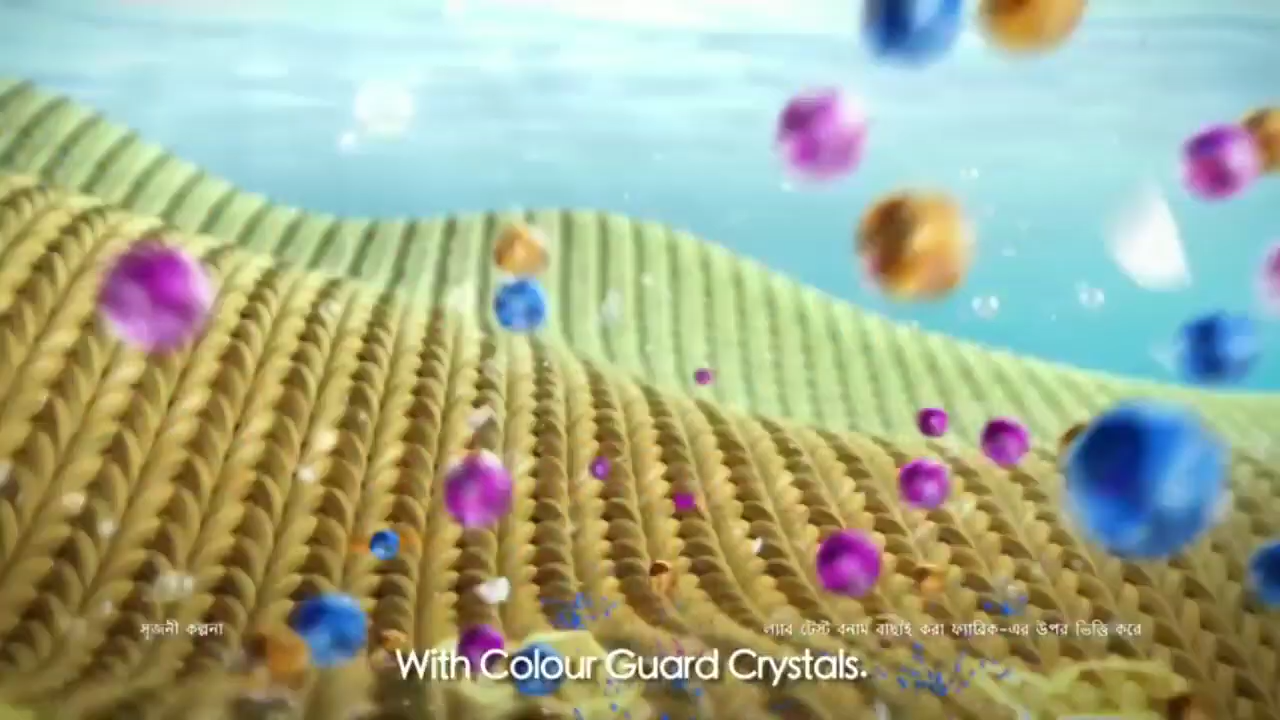 সৃজনী কল্পনা
ল্যাব টেস্ট বনাম বাছাই করা ফ্যাব্রিক-এর উপর ভিত্তি করে
With Colour Guard Crystals.